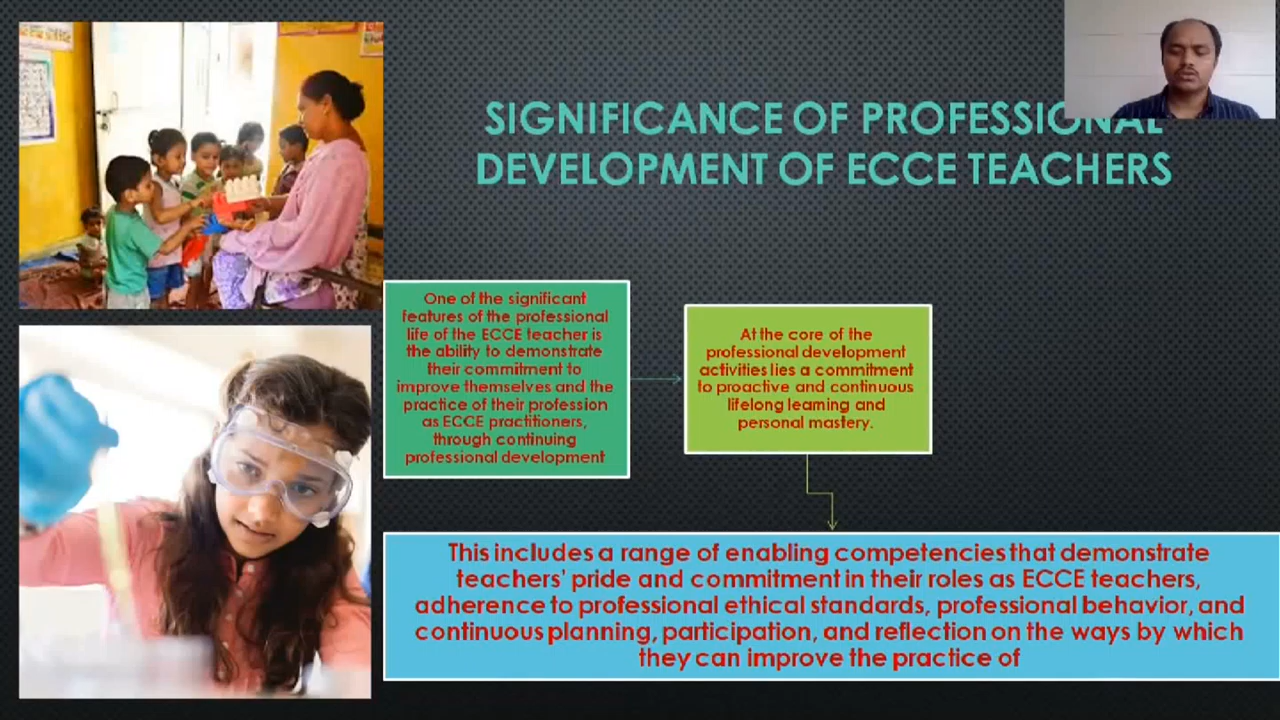 SIGNIFICANCE OF PROFESSIONAL
DEVELOPMENT OF ECCE TEACHERS
One of the significant
features of the professional
life of the ECCE teacher is
the ability to demonstrate
their commitment to
improve themselves and the
practice of their profession
as ECCE practitioners,
through continuing
professional development
At the core of the
professional development
activities lies a commitment
to proactive and continuous
lifelong learning and
personal mastery.
This includes a range of enabling competencies that demonstrate
teachers' pride and commitment in their roles as ECCE teachers,
adherence to professional ethical standards, professional behavior, and
continuous planning, participation, and reflection on the ways by which
they can improve the practice of